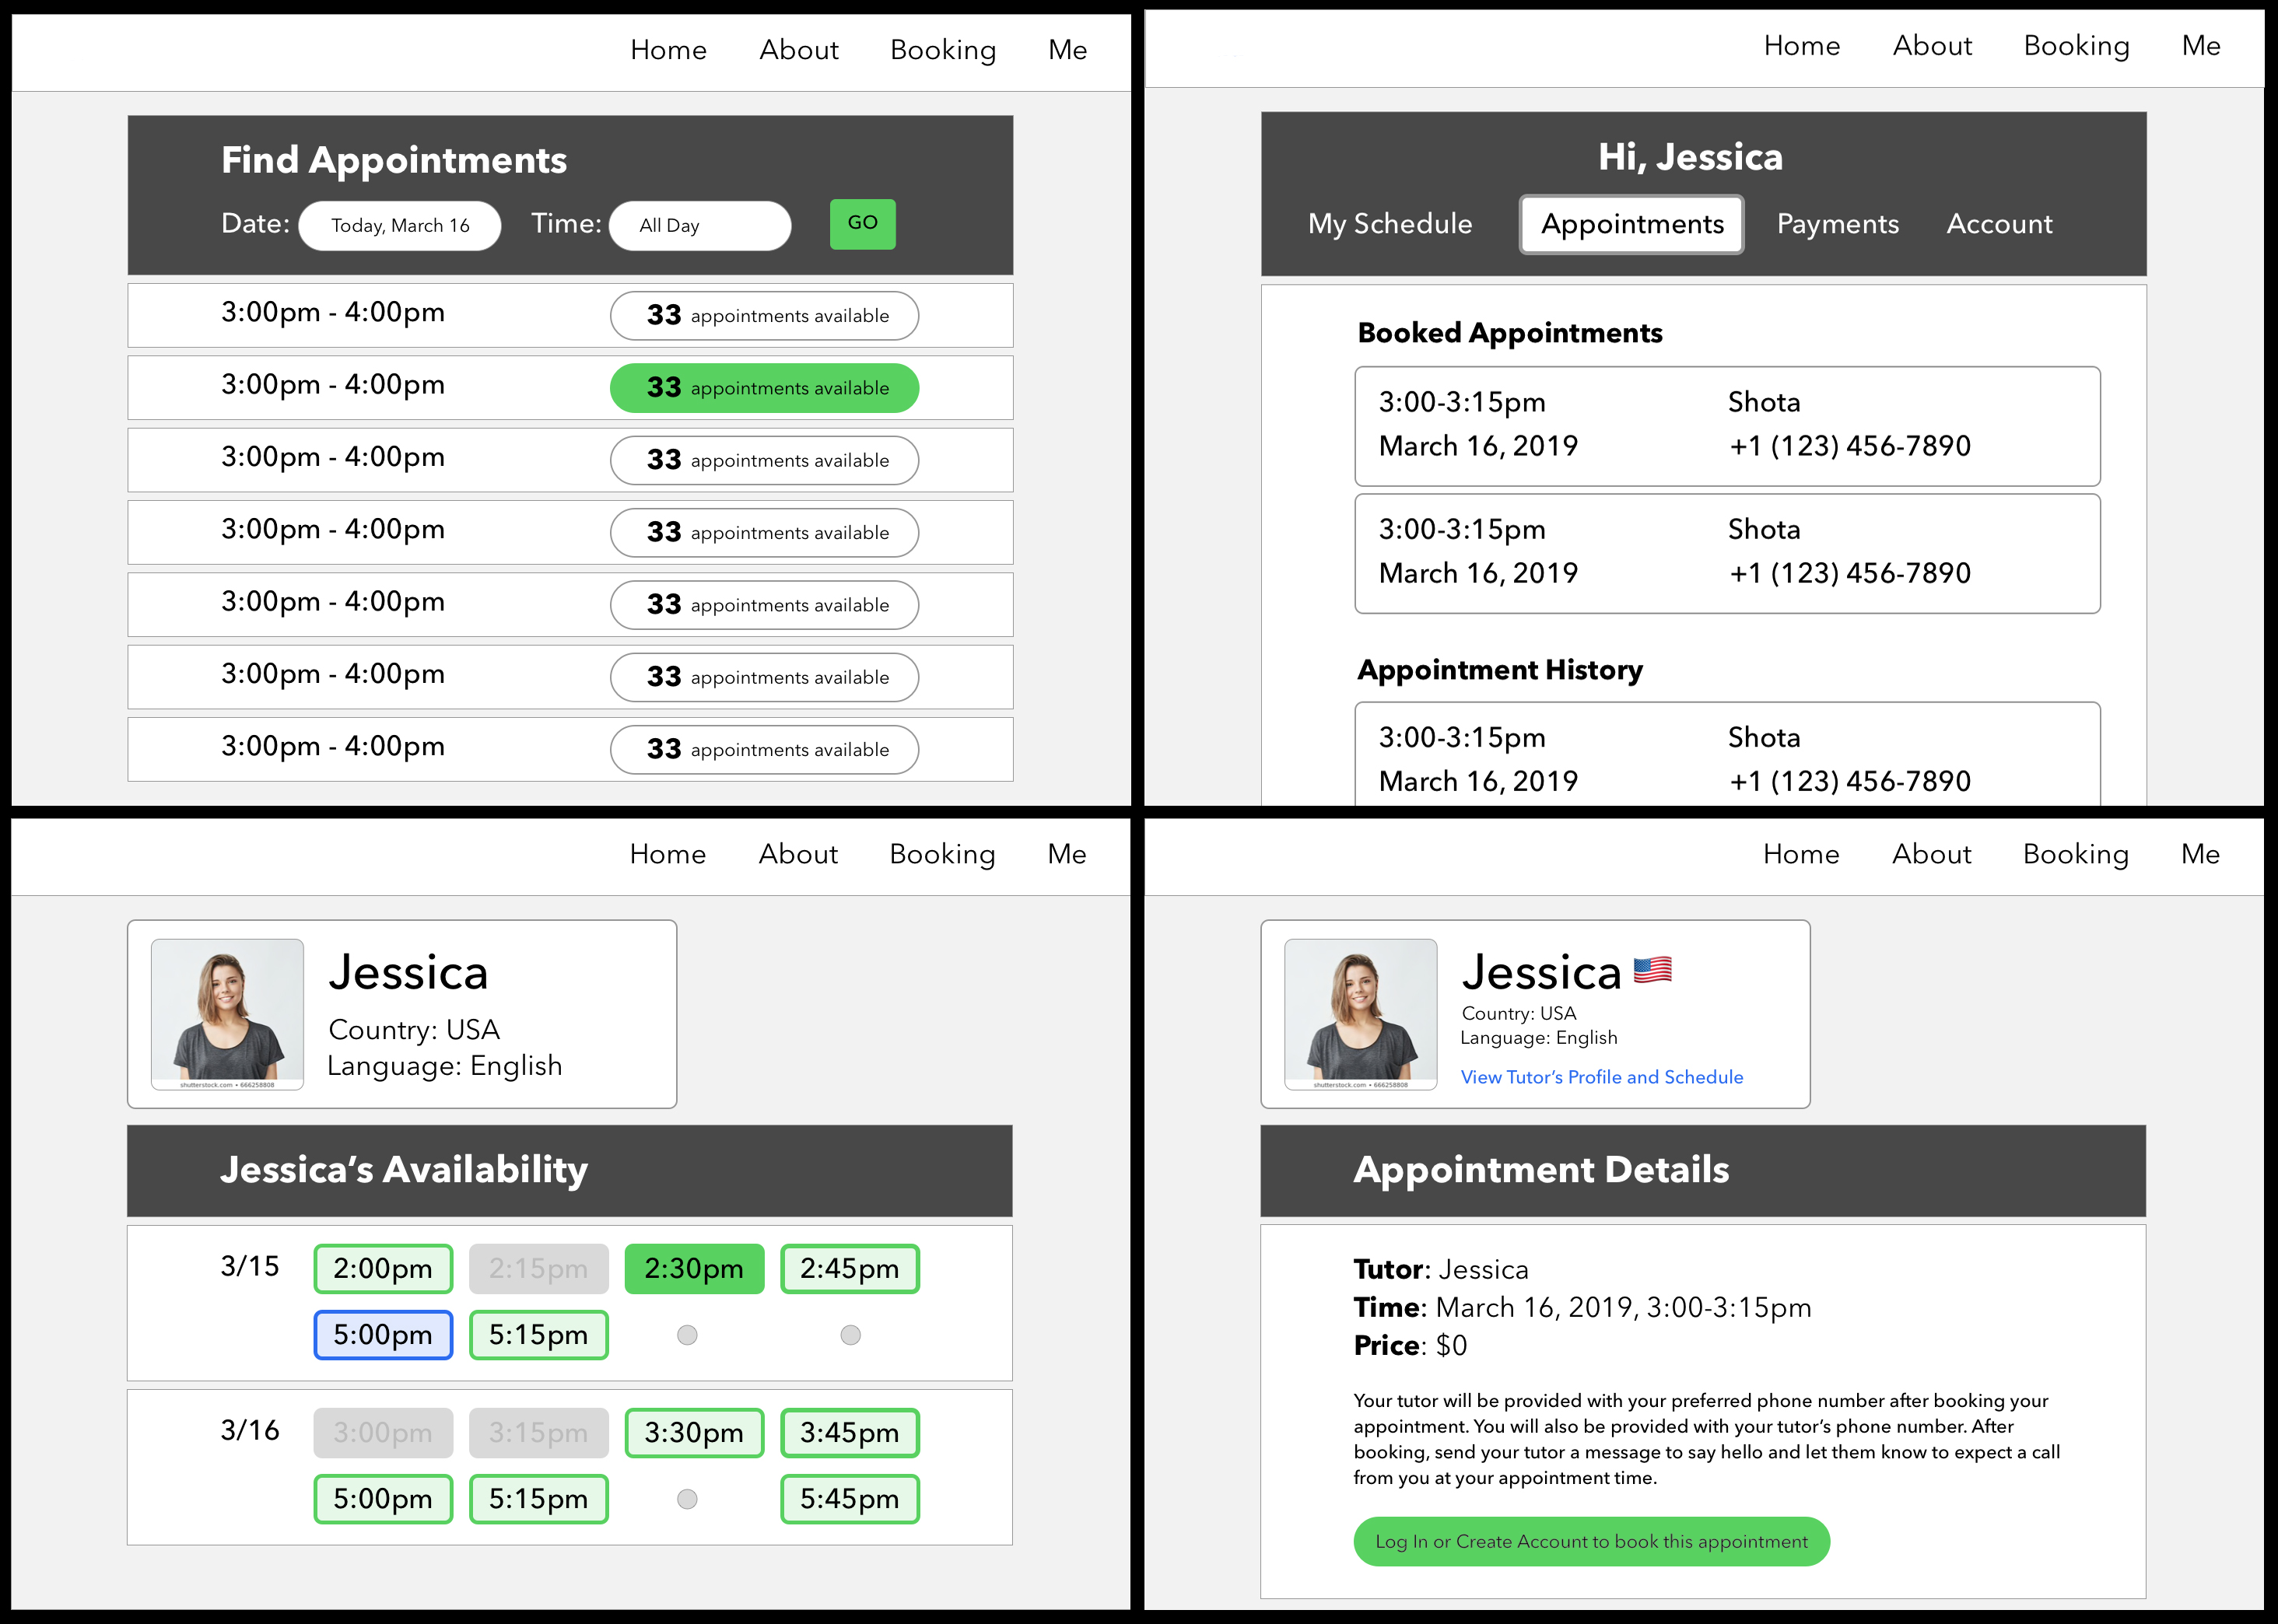 Home About Booking Me
Find Appointments
Date: Today, March 16 Time: All Day GO
3:00pm - 4:00pm 33 appointments available
3:00pm - 4:00pm 33 appointments available
3:00pm - 4:00pm 33 appointments available
3:00pm - 4:00pm 33 appointments available
3:00pm - 4:00pm 33 appointments available
3:00pm - 4:00pm 33 appointments available
3:00pm - 4:00pm 33 appointments available
Home About Booking Me
Hi, Jessica
My Schedule Appointments Payments Account
Booked Appointments
3:00-3:15pm Shota
March 16, 2019 +1 (123) 456-7890
3:00-3:15pm Shota
March 16, 2019 +1 (123) 456-7890
Appointment History
3:00-3:15pm Shota
March 16, 2019 +1 (123) 456-7890
Home About Booking Me
Jessica
Country: USA
Language: English
shutterstock.com • 666258808
Jessica’s Availability
3/15 2:00pm 2:15pm 2:30pm 2:45pm
5:00pm 5:15pm
3/16 3:00pm 3:15pm 3:30pm 3:45pm
5:00pm 5:15pm 5:45pm
Home About Booking Me
Jessica 🇺🇸
Country: USA
Language: English
View Tutor’s Profile and Schedule
shutterstock.com • 666258808
Appointment Details
Tutor: Jessica
Time: March 16, 2019, 3:00-3:15pm
Price: $0
Your tutor will be provided with your preferred phone number after booking your
appointment. You will also be provided with your tutor’s phone number. After
booking, send your tutor a message to say hello and let them know to expect a call
from you at your appointment time.
Log In or Create Account to book this appointment